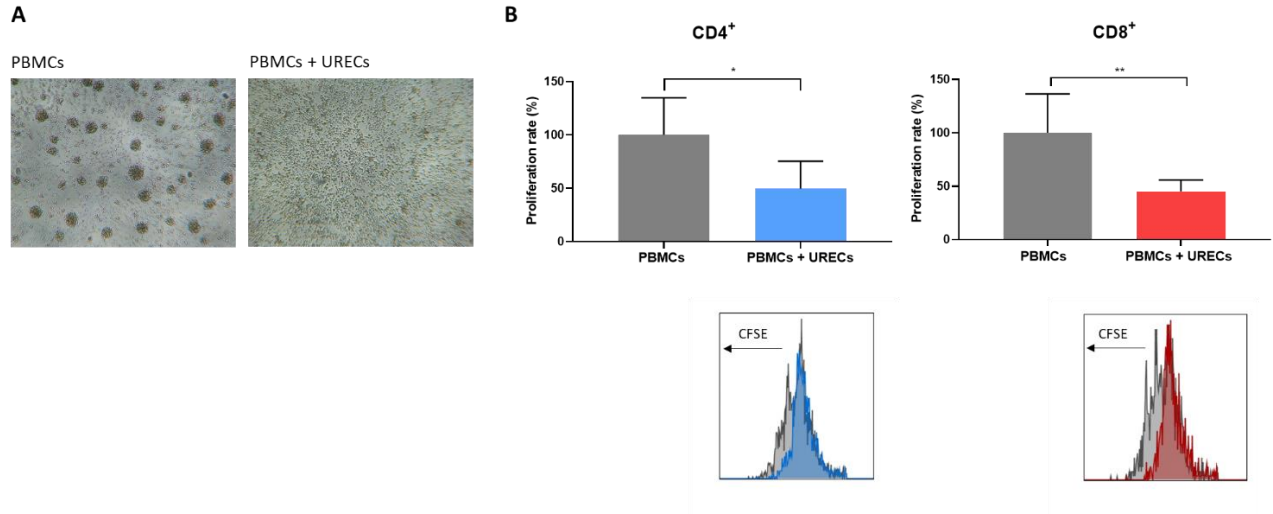 A
PBMCs
PBMCs + URECs
B
CD4+
Proliferation rate (%)
150
100
50
0
*
PBMCs
PBMCs + URECs
CD8+
Proliferation rate (%)
150
100
50
0
**
PBMCs
PBMCs + URECs
CFSE
CFSE